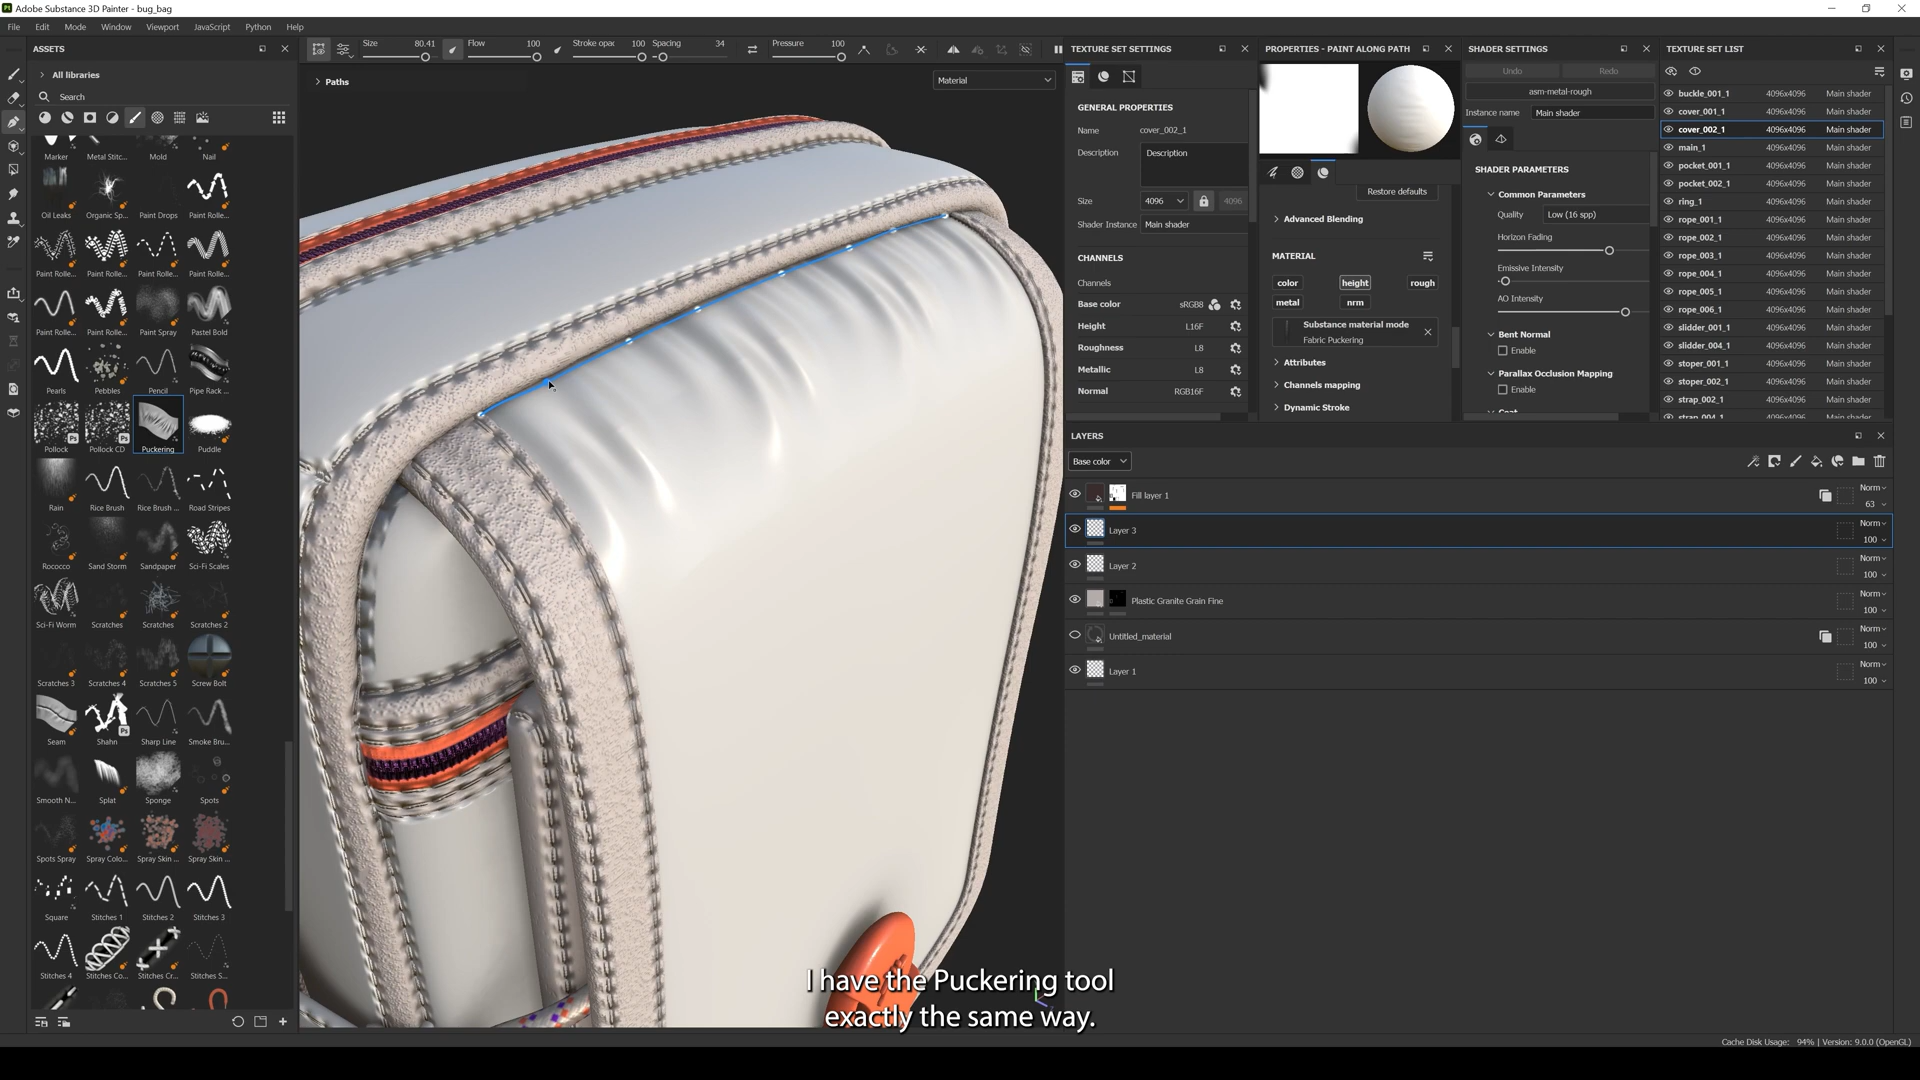 Adobe Substance 3D Painter - bug_bag
File Edit Mode Window Viewport JavaScript Python Help
ASSETS
All libraries
Search
Marker Metal Stitc... Mold Nail
Oil Leaks Organic Sp... Paint Drops Paint Rolle...
Paint Rolle... Paint Rolle... Paint Rolle... Paint Rolle...
Paint Rolle... Paint Rolle... Paint Spray Pastel Bold
Pearls Pebbles Pencil Pipe Rack ...
Pollock Pollock CD Puckering Puddle
Rain Rice Brush Rice Brush ... Road Stripes
Rococco Sand Storm Sandpaper Sci-Fi Scales
Sci-Fi Worm Scratches Scratches Scratches 2
Scratches 3 Scratches 4 Scratches 5 Screw Bolt
Seam Shahn Sharp Line Smoke Bru...
Smooth N... Splat Sponge Spots
Spots Spray Spray Colo... Spray Skin ... Spray Skin ...
Square Stitches 1 Stitches 2 Stitches 3
Stitches 4 Stitches Co... Stitches Cr... Stitches S...
Size 80.41 Flow 100 Stroke opac 100 Spacing 34 Pressure 100
Paths
Material
I have the Puckering tool
exactly the same way.
TEXTURE SET SETTINGS
GENERAL PROPERTIES
Name cover_002_1
Description Description
Size 4096 4096
Shader Instance Main shader
CHANNELS
Channels
Base color sRGB8
Height L16F
Roughness L8
Metallic L8
Normal RGB16F
PROPERTIES - PAINT ALONG PATH
Restore defaults
Advanced Blending
MATERIAL
color height rough
metal nrm
Substance material mode
Fabric Puckering
Attributes
Channels mapping
Dynamic Stroke
SHADER SETTINGS
Undo Redo
asm-metal-rough
Instance name Main shader
SHADER PARAMETERS
Common Parameters
Quality Low (16 spp)
Horizon Fading
Emissive Intensity
AO Intensity
Bent Normal
Enable
Parallax Occlusion Mapping
Enable
Coat
TEXTURE SET LIST
buckle_001_1 4096x4096 Main shader
cover_001_1 4096x4096 Main shader
cover_002_1 4096x4096 Main shader
main_1 4096x4096 Main shader
pocket_001_1 4096x4096 Main shader
pocket_002_1 4096x4096 Main shader
ring_1 4096x4096 Main shader
rope_001_1 4096x4096 Main shader
rope_002_1 4096x4096 Main shader
rope_003_1 4096x4096 Main shader
rope_004_1 4096x4096 Main shader
rope_005_1 4096x4096 Main shader
rope_006_1 4096x4096 Main shader
slidder_001_1 4096x4096 Main shader
slidder_004_1 4096x4096 Main shader
stoper_001_1 4096x4096 Main shader
stoper_002_1 4096x4096 Main shader
strap_002_1 4096x4096 Main shader
strap_004_1 4096x4096 Main shader
LAYERS
Base color
Fill layer 1 Norm 63
Layer 3 Norm 100
Layer 2 Norm 100
Plastic Granite Grain Fine Norm 100
Untitled_material Norm 100
Layer 1 Norm 100
Cache Disk Usage: 94% | Version: 9.0.0 (OpenGL)